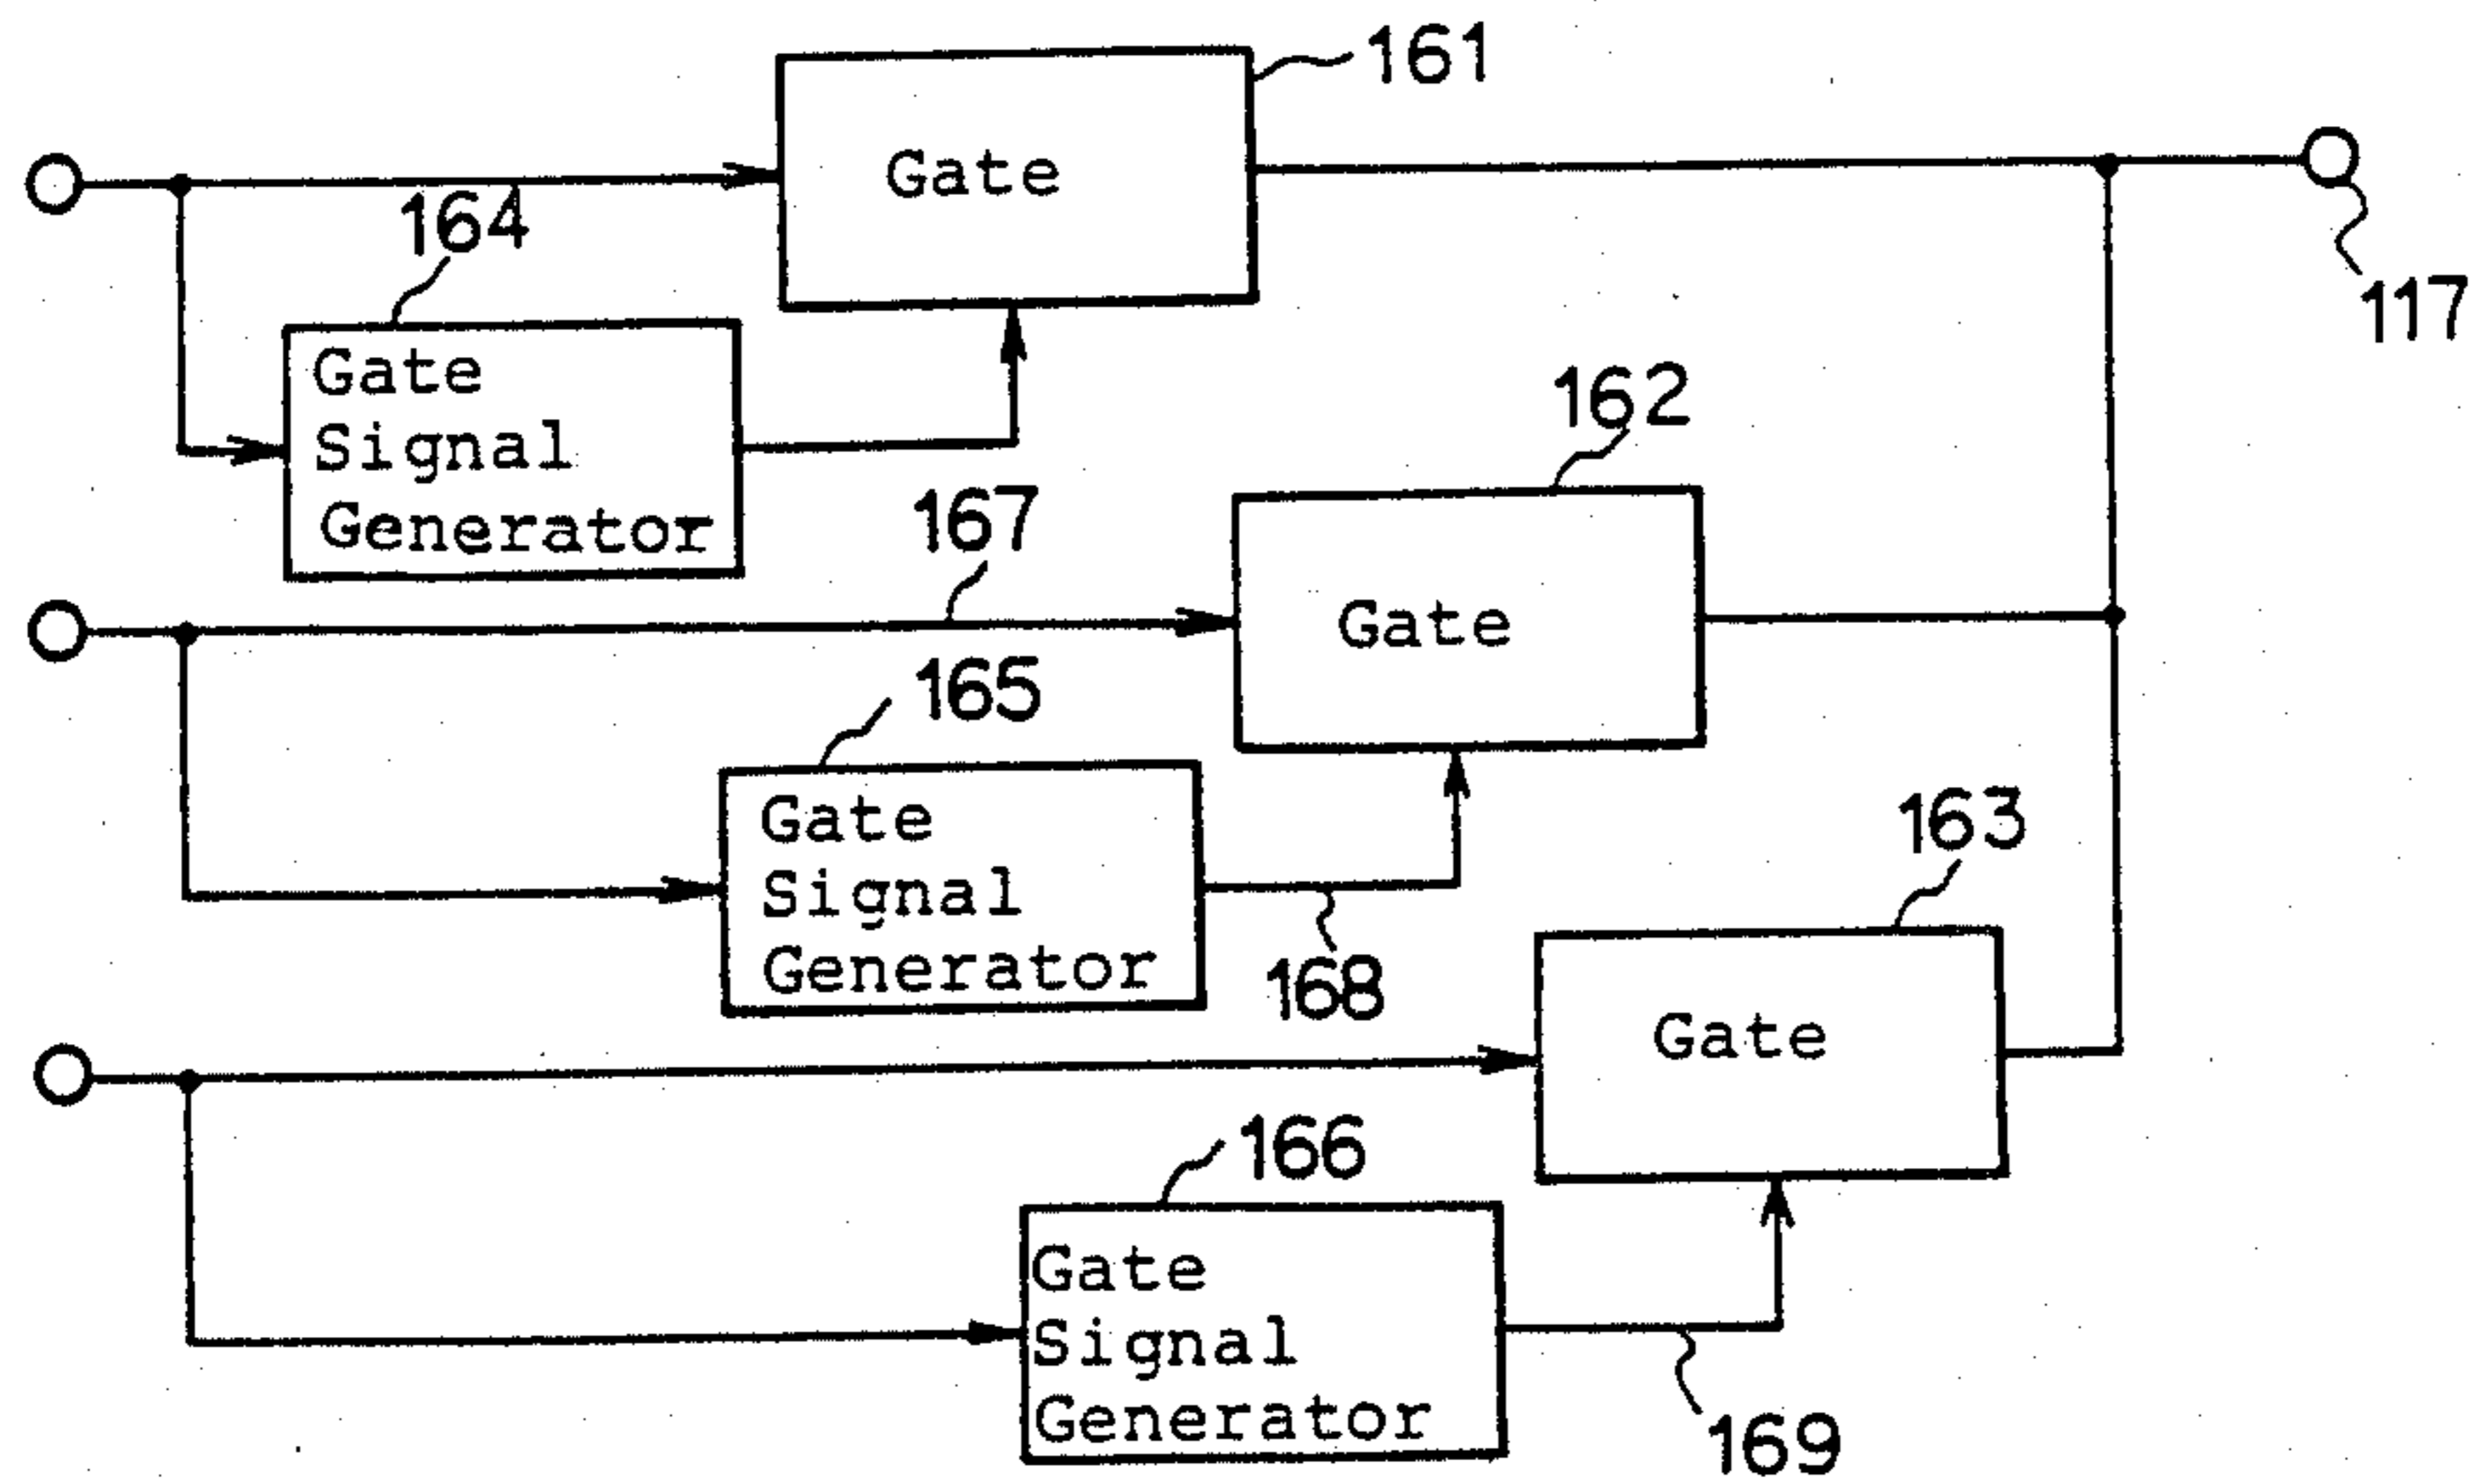 161
Gate
164
117
Gate
Signal
Generator
162
167
Gate
165
Gate
Signal
Generator
168
163
Gate
166
Gate
Signal
Generator
169